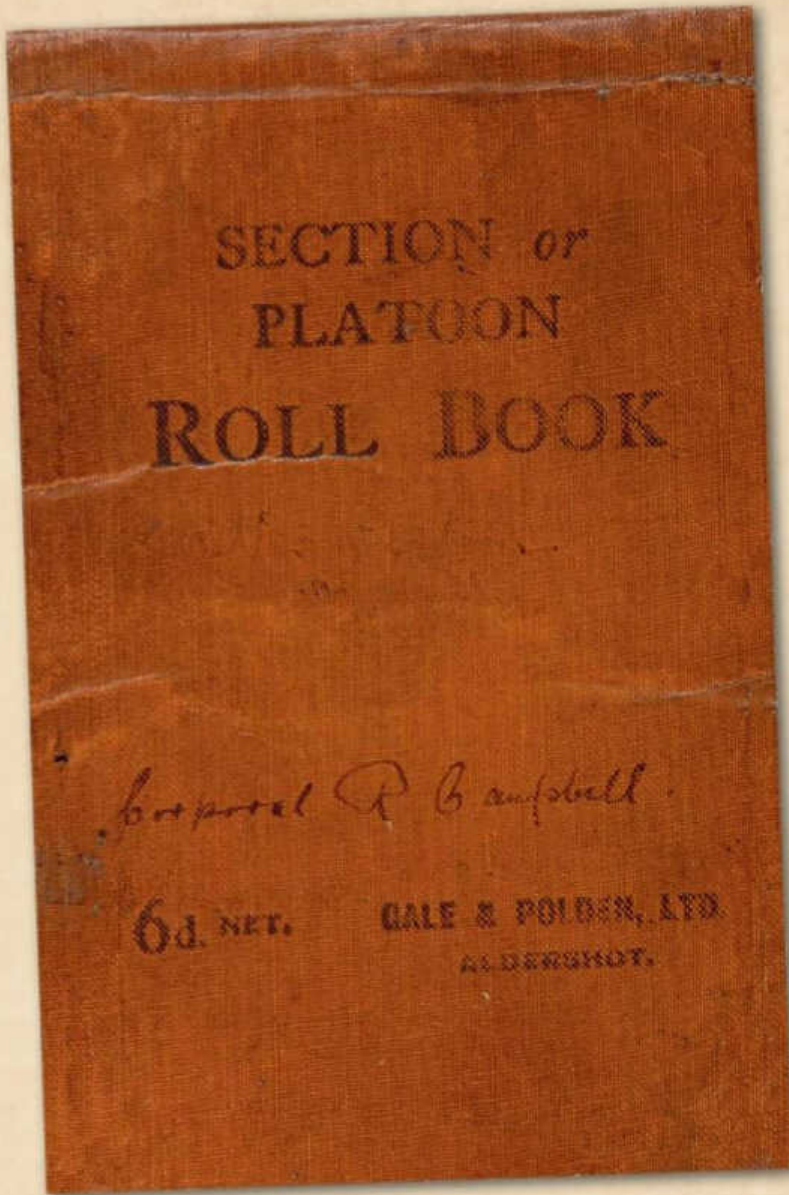 SECTION or
PLATOON
ROLL BOOK
Corporal R Campbell.
6d. NET. GALE & POLDEN, LTD.
ALDERSHOT.